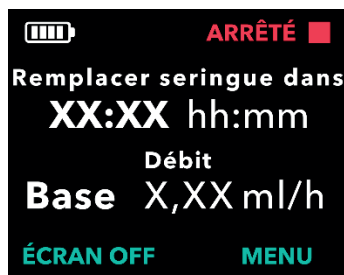 ARRÊTÉ
Remplacer seringue dans
XX:XX hh:mm
Débit
Base X,XX ml/h
ÉCRAN OFF MENU